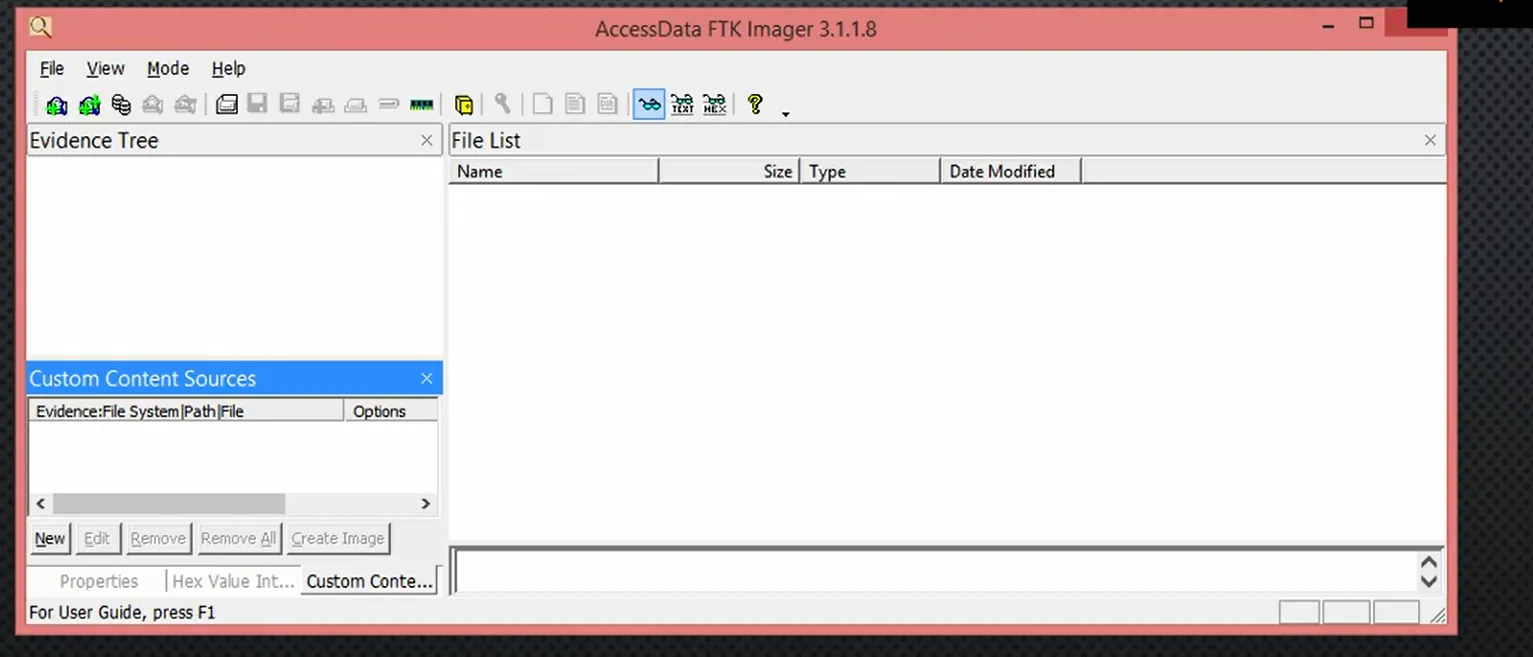 AccessData FTK Imager 3.1.1.8
File View Mode Help
TEXT HEX
Evidence Tree
File List
Name Size Type Date Modified
Custom Content Sources
Evidence:File System|Path|File Options
New Edit Remove Remove All Create Image
Properties Hex Value Int... Custom Conte...
For User Guide, press F1